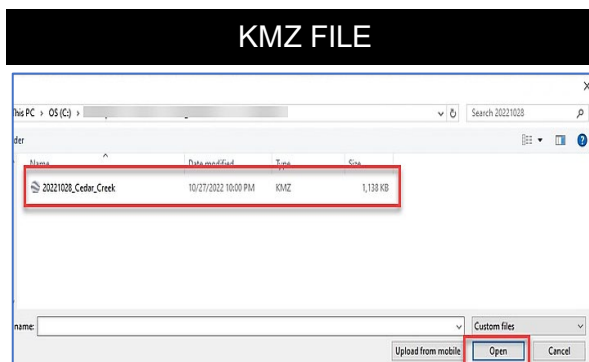 KMZ FILE
his PC › OS (C:) ›
Search 20221028
der
Name Date modified Type Size
20221028_Cedar_Creek 10/27/2022 10:00 PM KMZ 1,138 KB
name:
Custom files
Upload from mobile Open Cancel